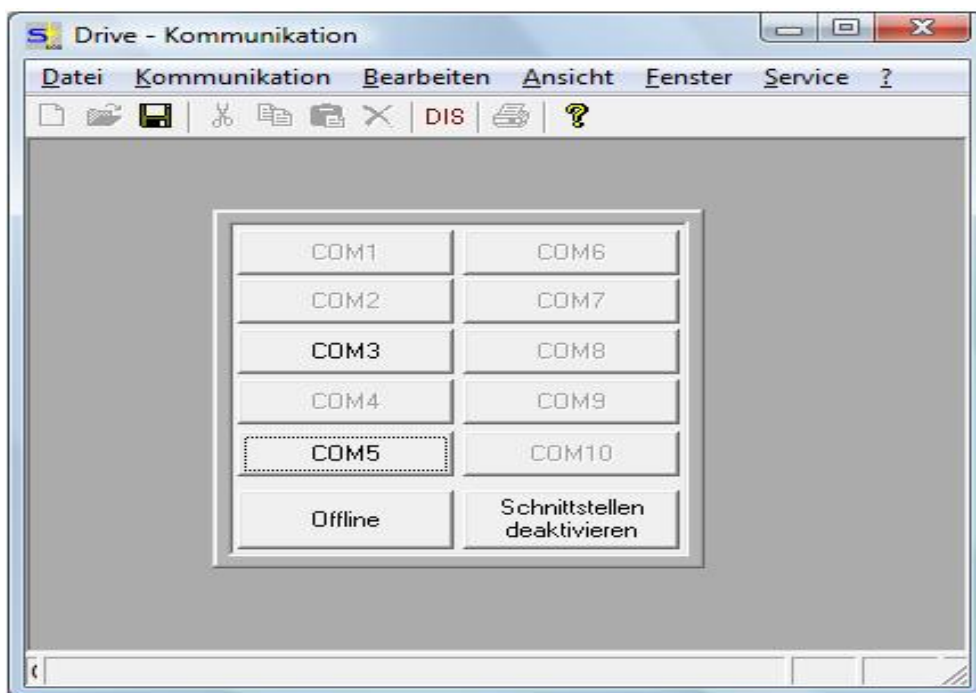 Drive - Kommunikation
Datei Kommunikation Bearbeiten Ansicht Fenster Service ?
DIS
COM1 COM6
COM2 COM7
COM3 COM8
COM4 COM9
COM5 COM10
Offline Schnittstellen
deaktivieren